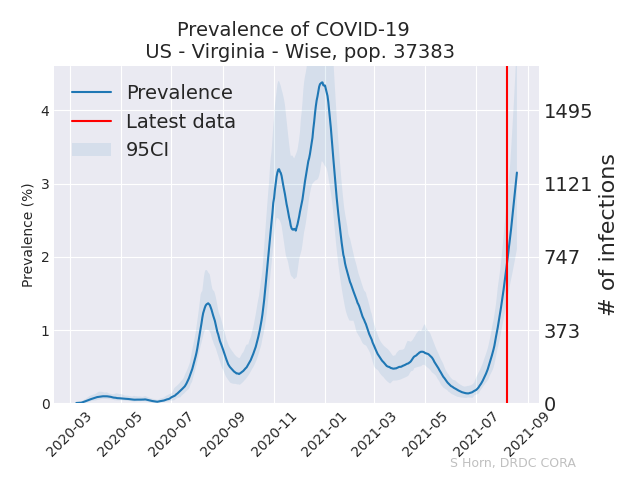 Prevalence of COVID-19
US - Virginia - Wise, pop. 37383
Prevalence
Latest data
95CI
Prevalence (%)
4
3
2
1
0
# of infections
1495
1121
747
373
0
2020-03
2020-05
2020-07
2020-09
2020-11
2021-01
2021-03
2021-05
2021-07
2021-09
S Horn, DRDC CORA